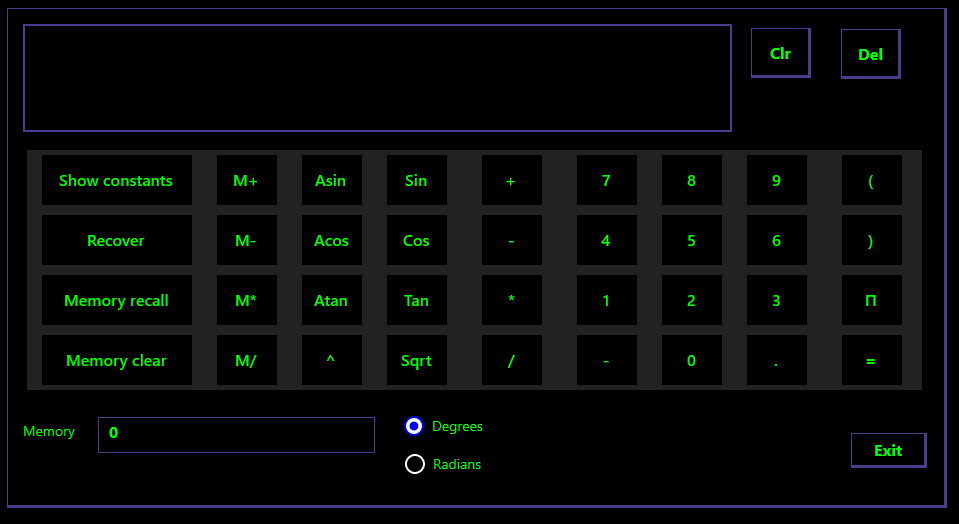 Clr Del
Show constants M+ Asin Sin + 7 8 9 (
Recover M- Acos Cos - 4 5 6 )
Memory recall M* Atan Tan * 1 2 3 П
Memory clear M/ ^ Sqrt / - 0 . =
Memory 0 Degrees
Radians
Exit